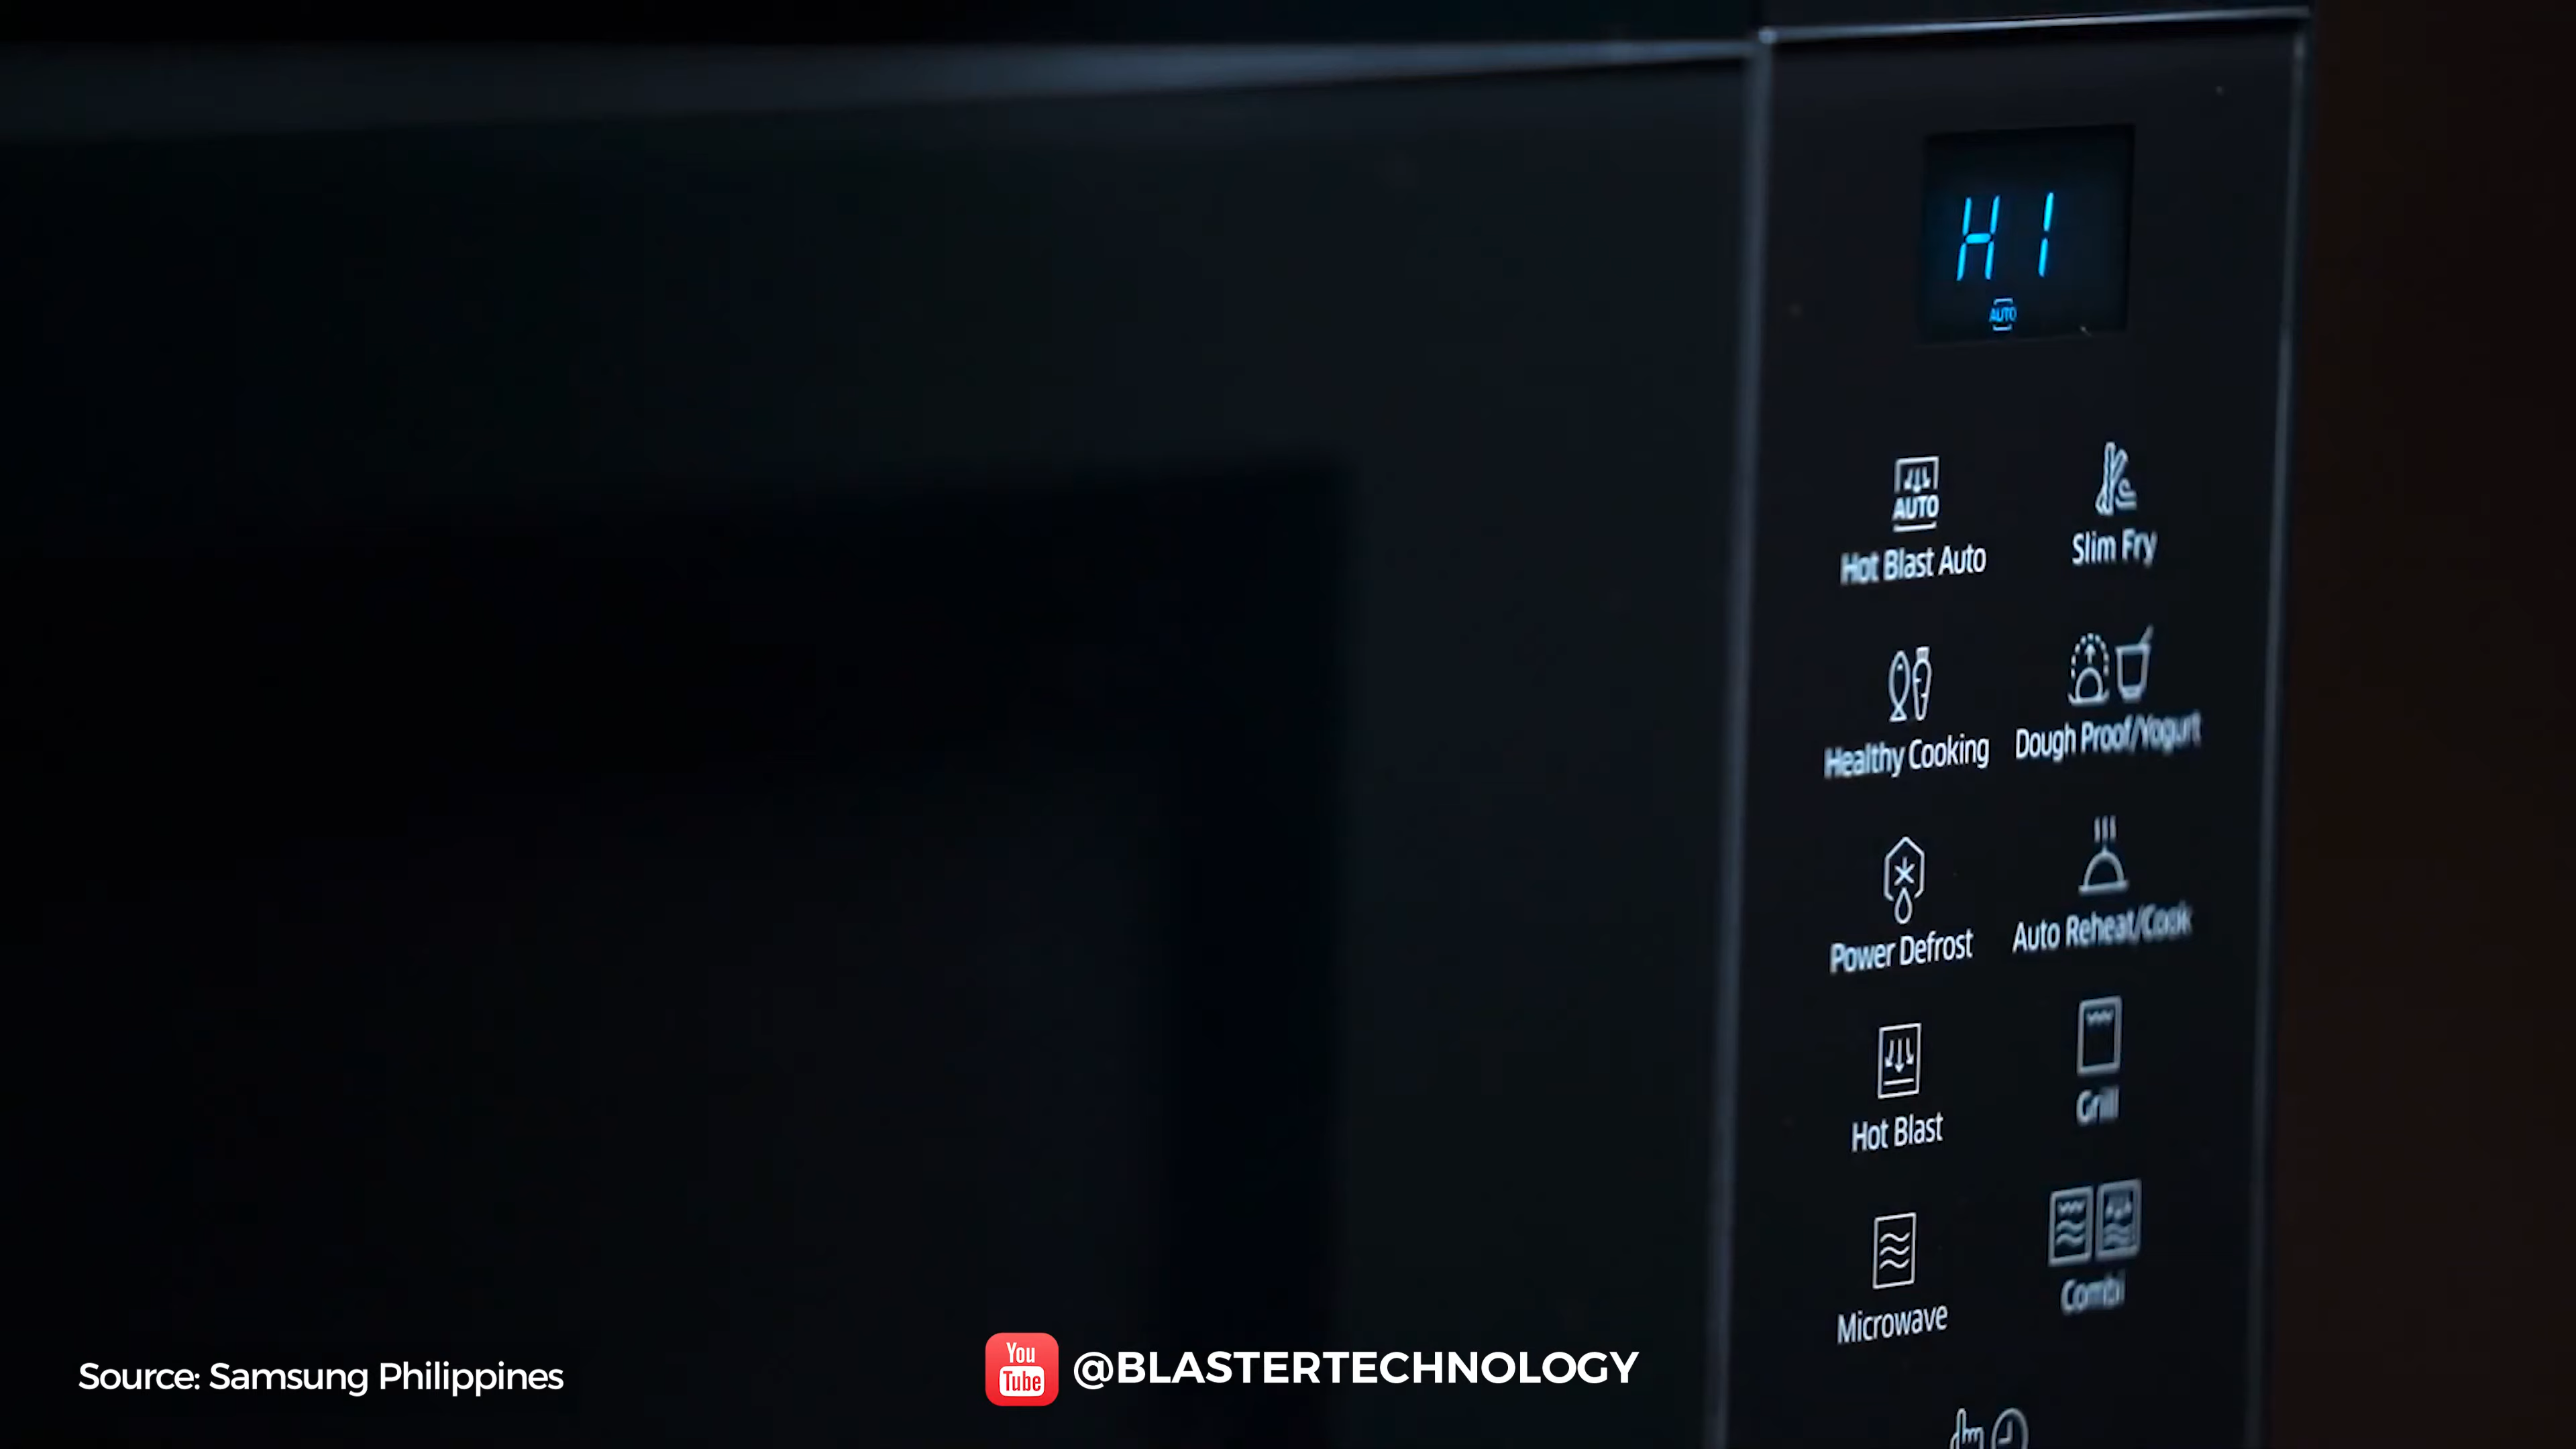 H1
AUTO
AUTO
Hot Blast Auto
Slim Fry
Healthy Cooking
Dough Proof/Yogurt
Power Defrost
Auto Reheat/Cook
Hot Blast
Grill
Microwave
Combi
Source: Samsung Philippines
You
Tube
@BLASTERTECHNOLOGY